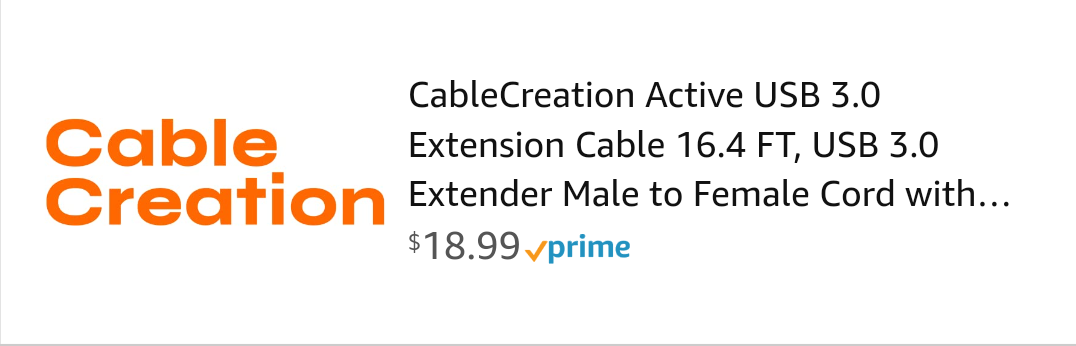 Cable
Creation
CableCreation Active USB 3.0
Extension Cable 16.4 FT, USB 3.0
Extender Male to Female Cord with...
$18.99 prime